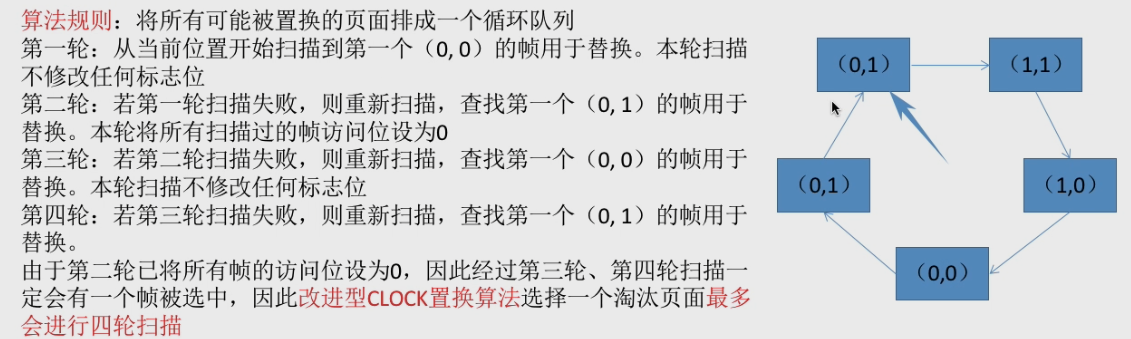 算法规则：将所有可能被置换的页面排成一个循环队列
第一轮：从当前位置开始扫描到第一个（0, 0）的帧用于替换。本轮扫描
不修改任何标志位
第二轮：若第一轮扫描失败，则重新扫描，查找第一个（0, 1）的帧用于
替换。本轮将所有扫描过的帧访问位设为0
第三轮：若第二轮扫描失败，则重新扫描，查找第一个（0, 0）的帧用于
替换。本轮扫描不修改任何标志位
第四轮：若第三轮扫描失败，则重新扫描，查找第一个（0, 1）的帧用于
替换。
由于第二轮已将所有帧的访问位设为0，因此经过第三轮、第四轮扫描一
定会有一个帧被选中，因此改进型CLOCK置换算法选择一个淘汰页面最多
会进行四轮扫描
（0,1）
（1,1）
（0,1）
（1,0）
（0,0）